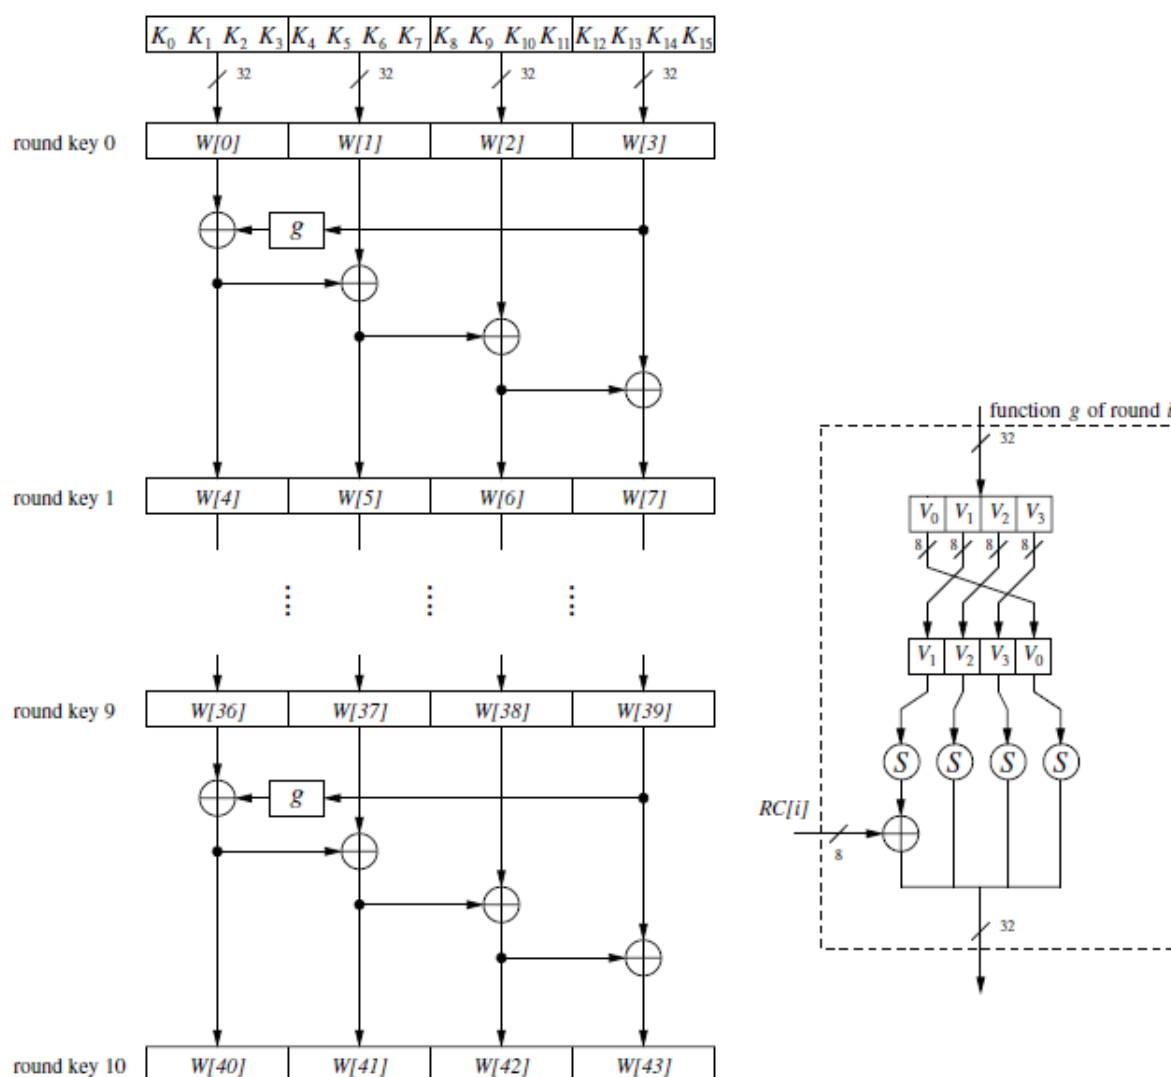 K0 K1 K2 K3 K4 K5 K6 K7 K8 K9 K10 K11 K12 K13 K14 K15
32 32 32 32
round key 0 W[0] W[1] W[2] W[3]
g
function g of round i
32
round key 1 W[4] W[5] W[6] W[7]
V0 V1 V2 V3
8 8 8 8
V1 V2 V3 V0
round key 9 W[36] W[37] W[38] W[39]
S S S S
g
RC[i]
8
32
round key 10 W[40] W[41] W[42] W[43]